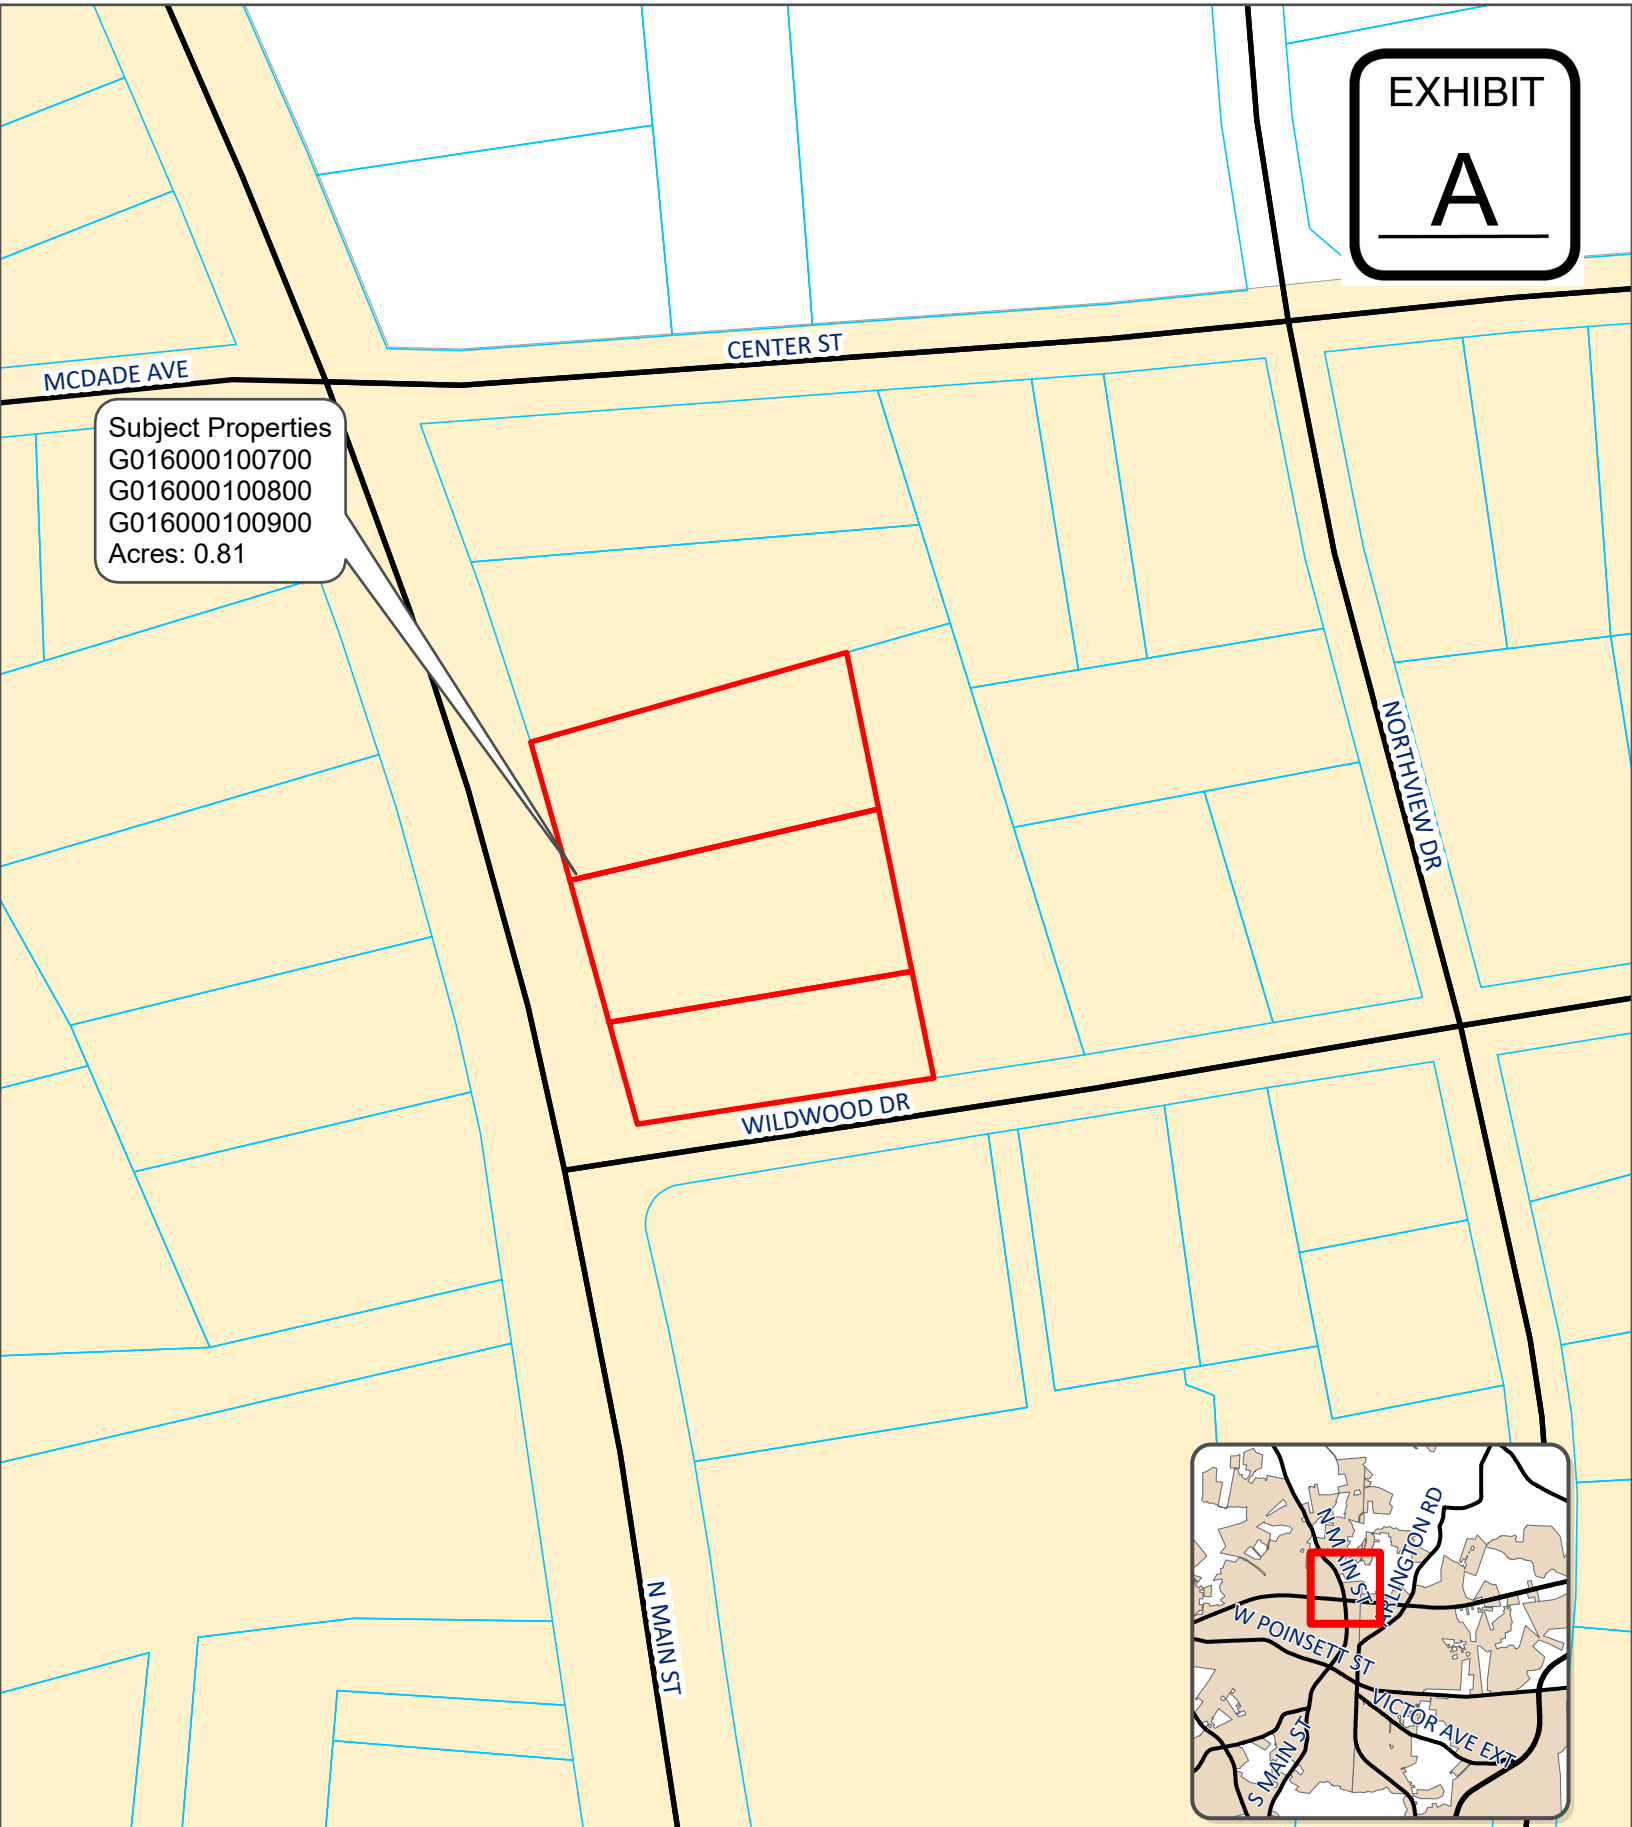 EXHIBIT
A
CENTER ST
MCDADE AVE
Subject Properties
G016000100700
G016000100800
G016000100900
Acres: 0.81
NORTHVIEW DR
WILDWOOD DR
N MAIN ST
N MAIN ST
ARLINGTON RD
W POINSETT ST
VICTOR AVE EXT
S MAIN ST